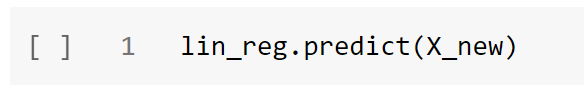 [ ] 1 lin_reg.predict(X_new)